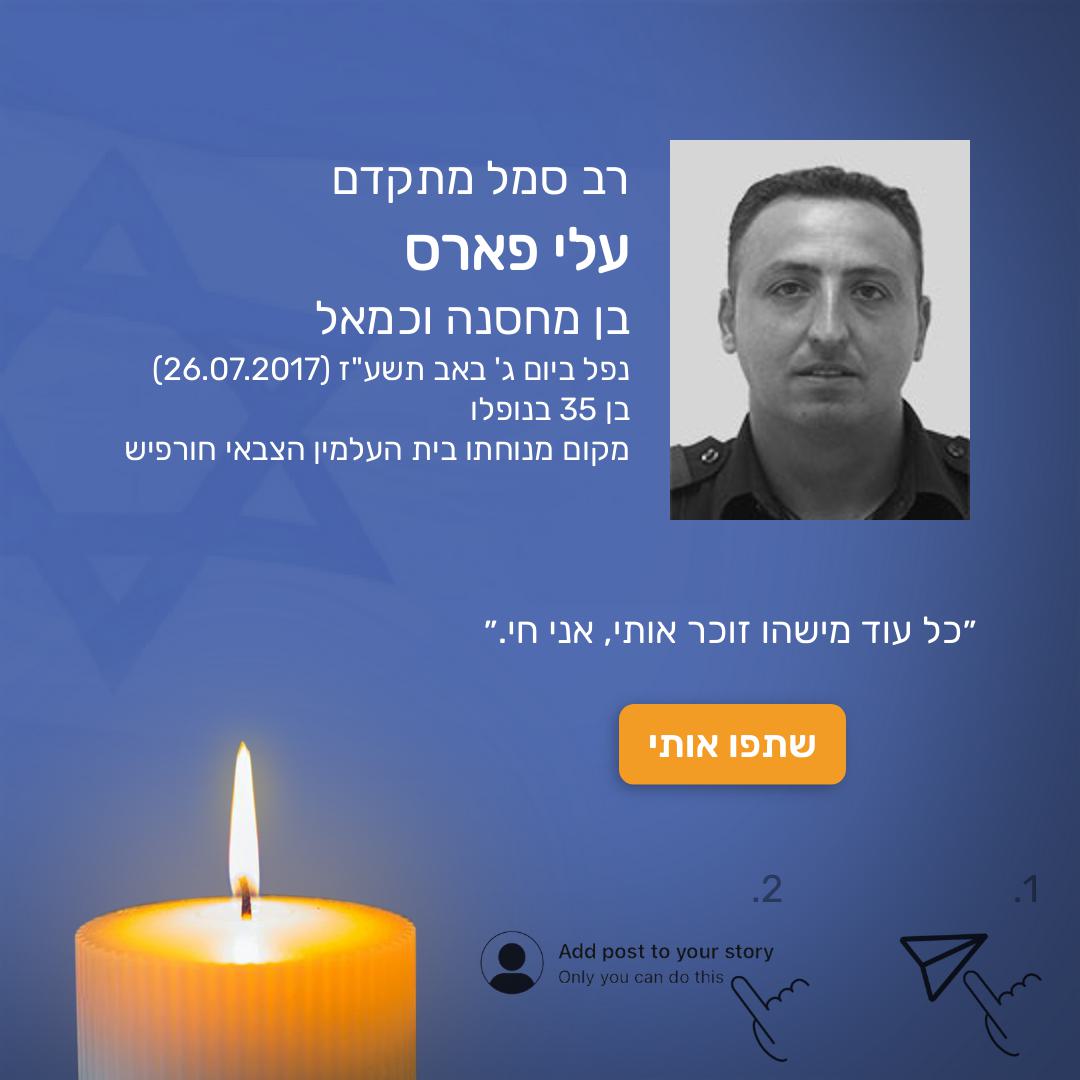 רב סמל מתקדם
עלי פארס
בן מחסנה וכמאל
נפל ביום ג' באב תשע"ז (26.07.2017)
בן 35 בנופלו
מקום מנוחתו בית העלמין הצבאי חורפיש
״כל עוד מישהו זוכר אותי, אני חי.״
שתפו אותי
.1
.2
Add post to your story
Only you can do this